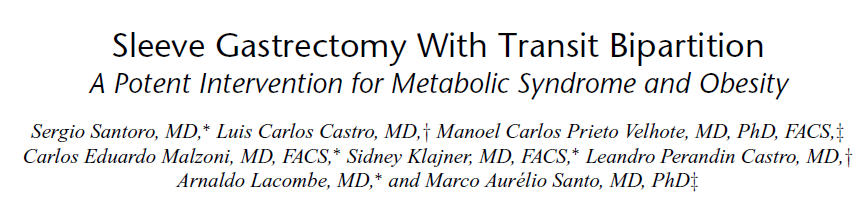 Sleeve Gastrectomy With Transit Bipartition
A Potent Intervention for Metabolic Syndrome and Obesity
Sergio Santoro, MD,* Luis Carlos Castro, MD,† Manoel Carlos Prieto Velhote, MD, PhD, FACS,‡
Carlos Eduardo Malzoni, MD, FACS,* Sidney Klajner, MD, FACS,* Leandro Perandin Castro, MD,†
Arnaldo Lacombe, MD,* and Marco Aurélio Santo, MD, PhD‡